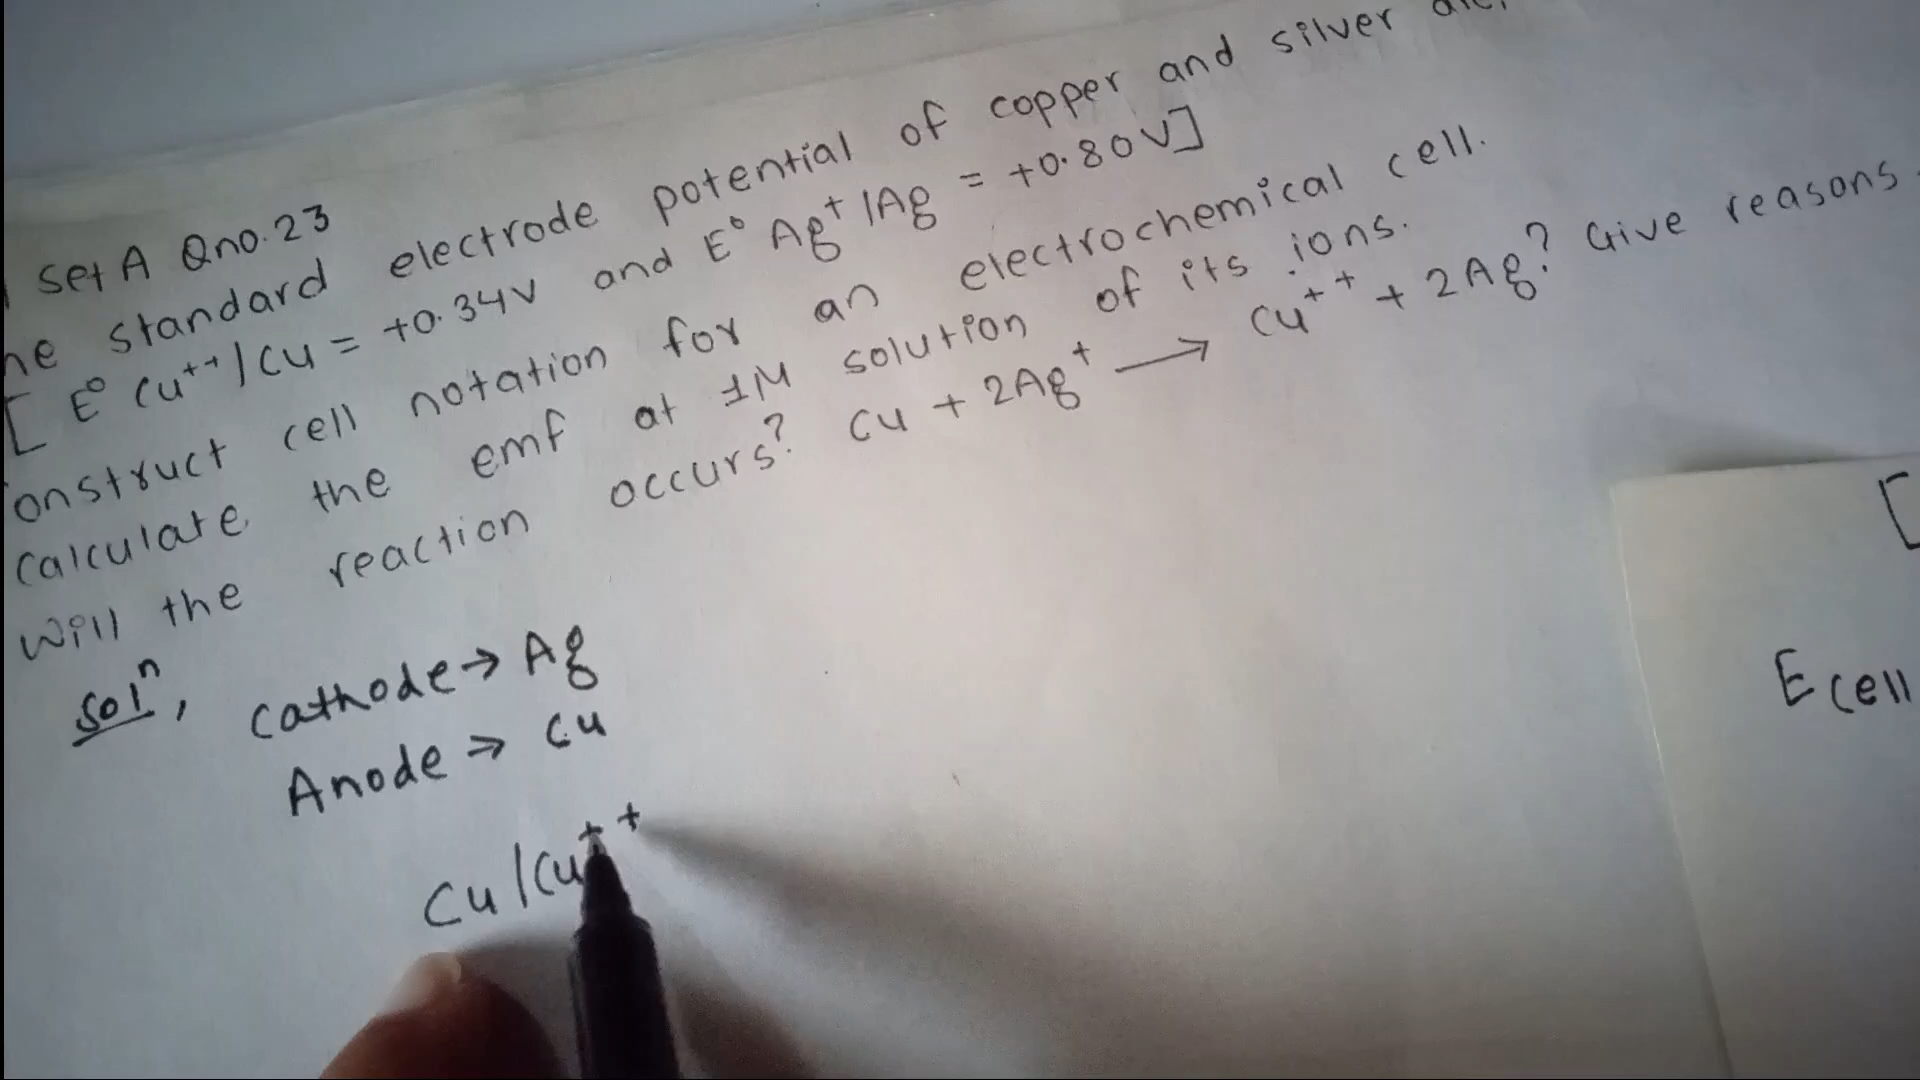 Set A Qno. 23
he standard electrode potential of copper and silver
[ E° Cu⁺⁺/Cu = +0.34V and E° Ag⁺/Ag = +0.80V]
onstruct cell notation for an electrochemical cell.
Calculate the emf at 1M solution of its ions.
Will the reaction occurs? Cu + 2Ag⁺ → Cu⁺⁺ + 2Ag? Give reasons.
Solⁿ, Cathode → Ag
Anode → Cu
Cu/Cu⁺⁺
[
Ecell